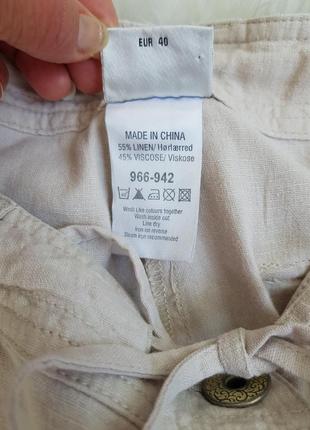 EUR 40
MADE IN CHINA
55% LINEN/ Hørlærred
45% VISCOSE/ Viskose
966-942
Wash Like colours together
Wash inside out
Line dry
Iron on reverse
Steam iron recommended